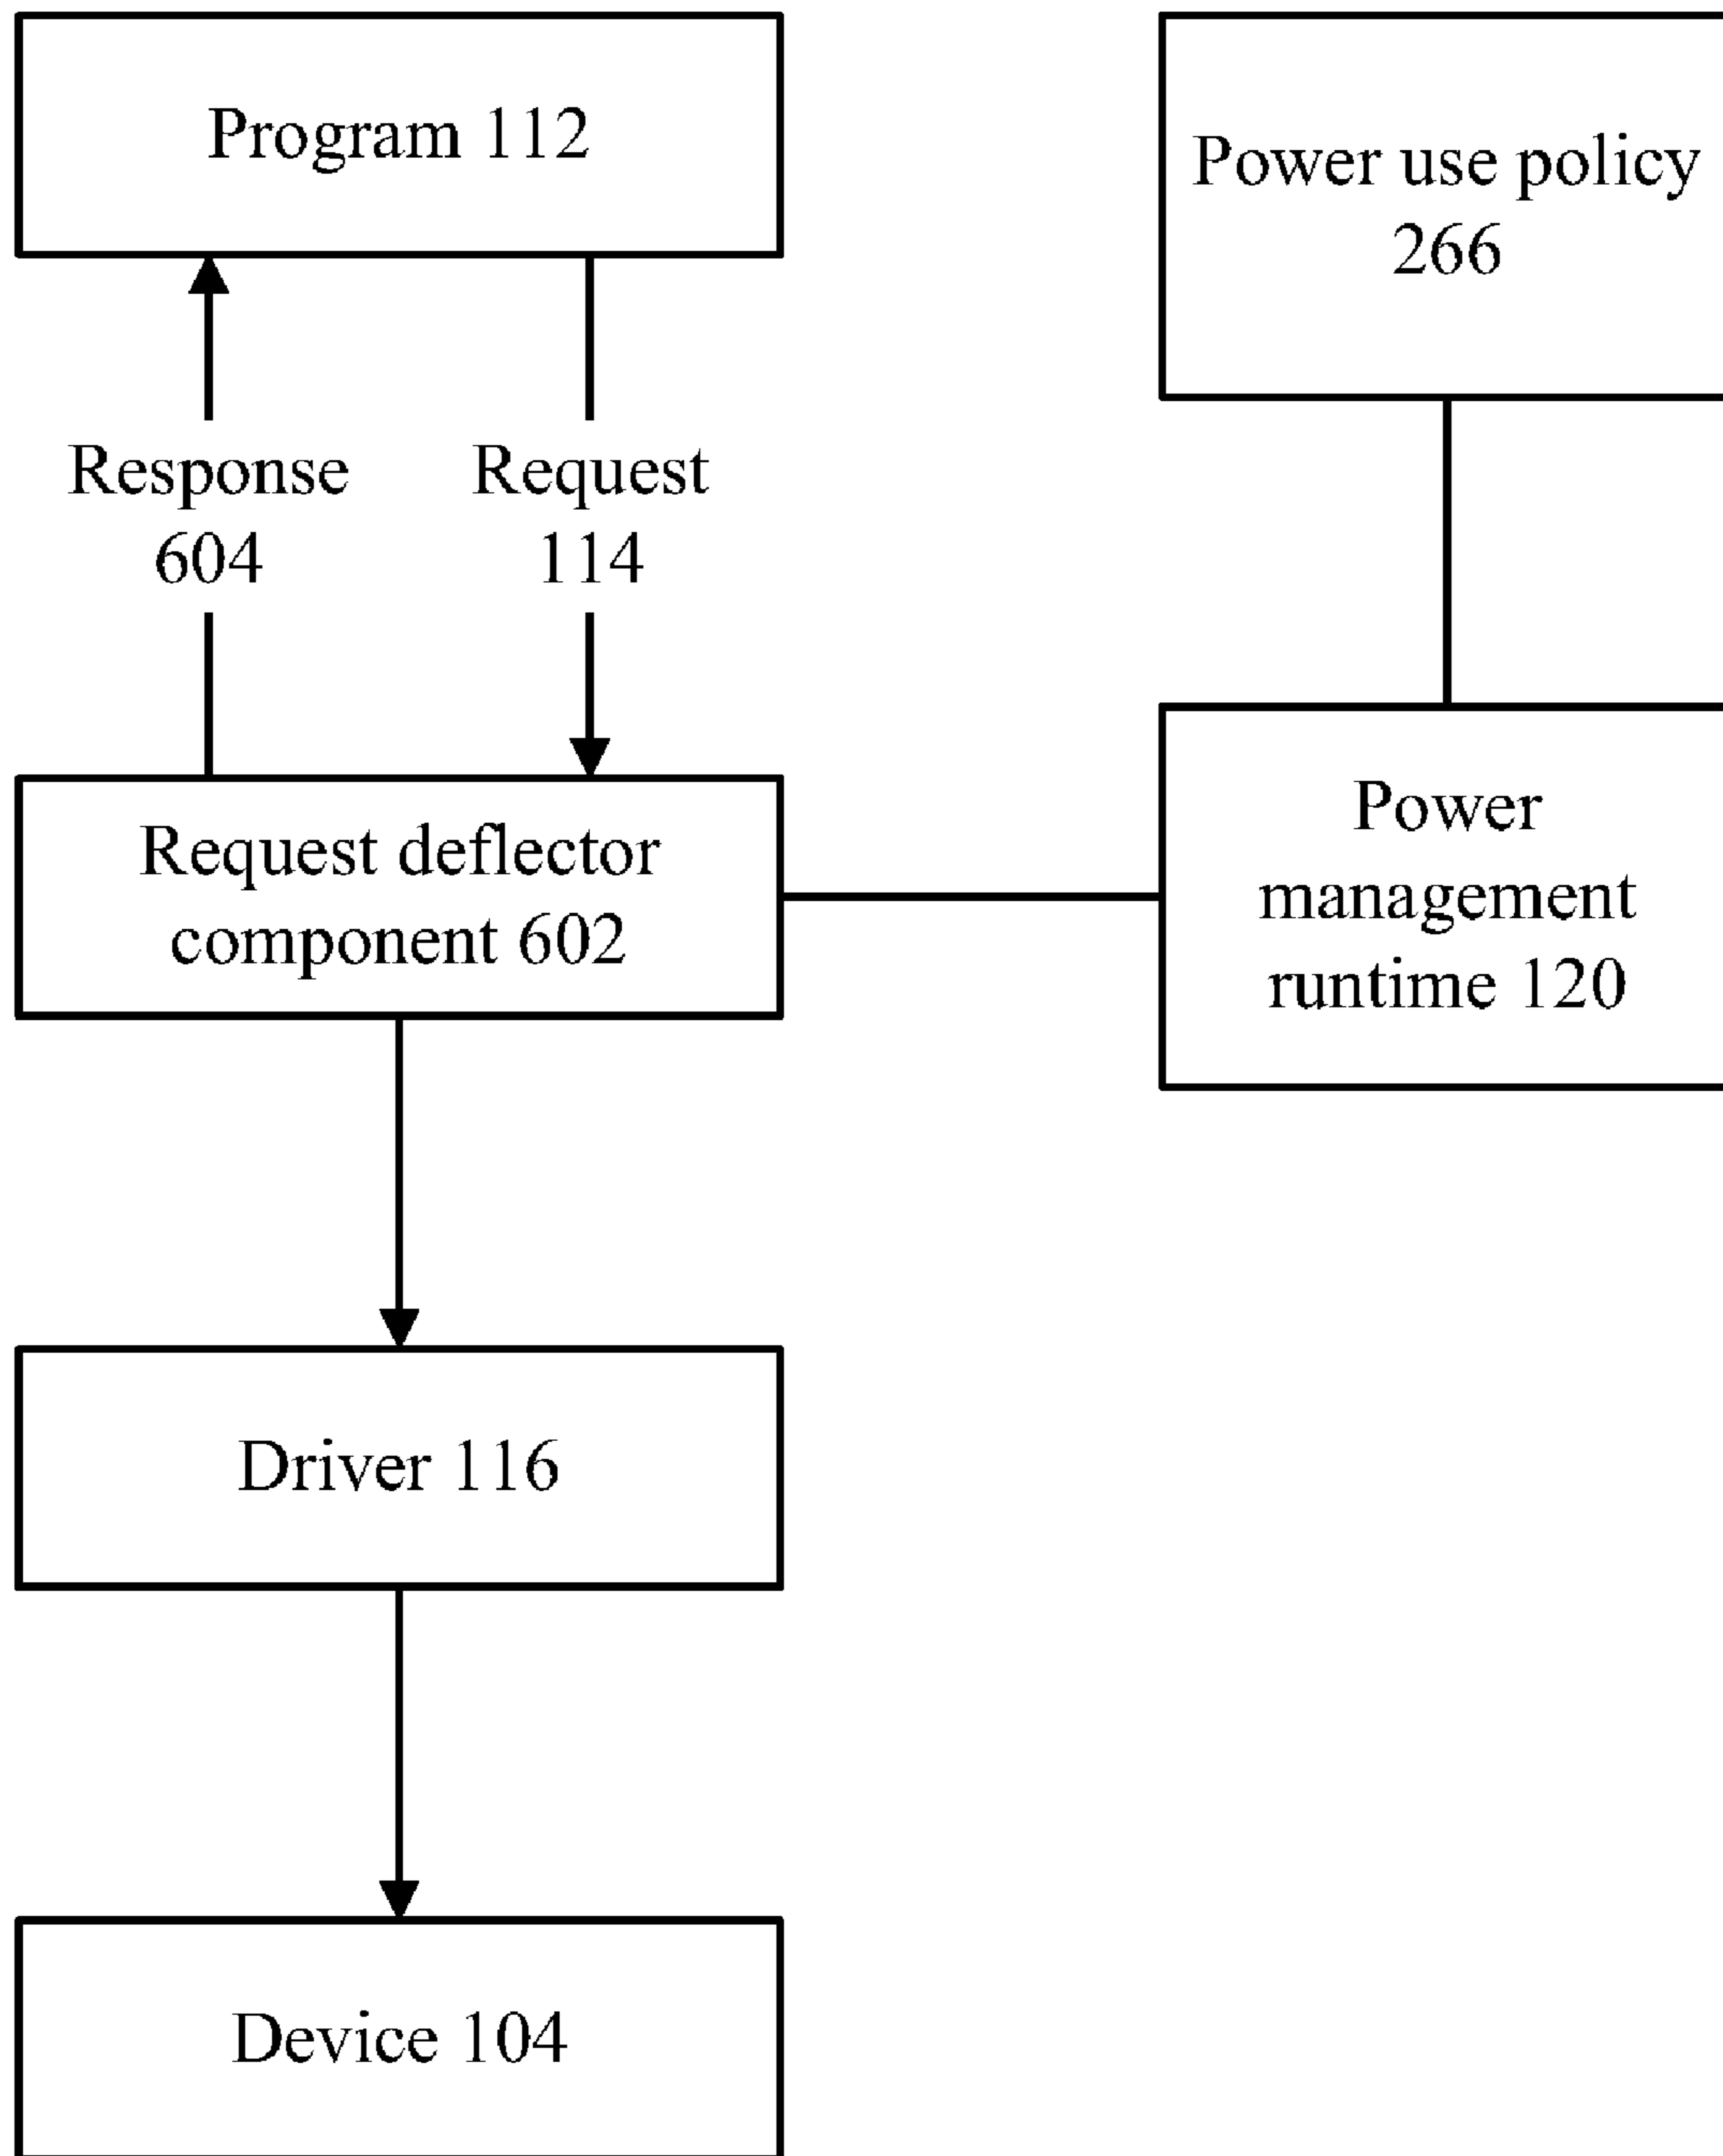 Program 112
Power use policy
266
Response
604
Request
114
Request deflector
component 602
Power
management
runtime 120
Driver 116
Device 104